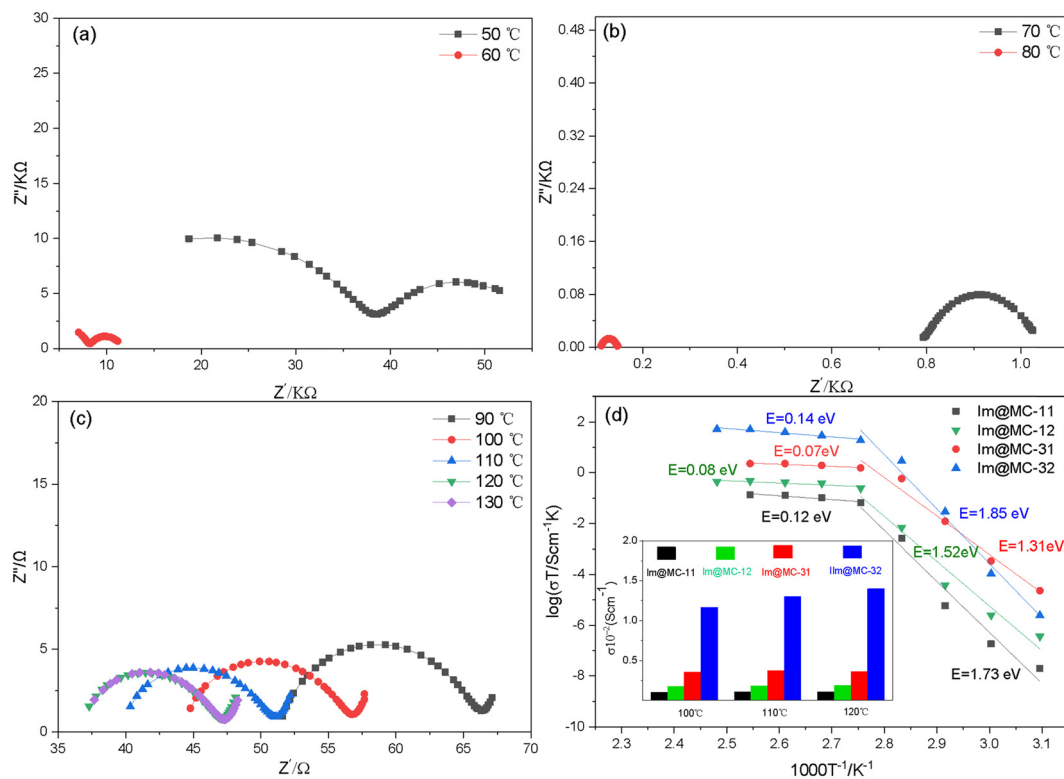 (a)
50 ℃
60 ℃
Z''/KΩ
30
25
20
15
10
5
0
0
10
20
30
40
50
Z'/KΩ
(b)
70 ℃
80 ℃
Z''/KΩ
0.48
0.40
0.32
0.24
0.16
0.08
0.00
0.2
0.4
0.6
0.8
1.0
Z'/KΩ
(c)
90 ℃
100 ℃
110 ℃
120 ℃
130 ℃
Z''/Ω
20
15
10
5
0
35
40
45
50
55
60
65
70
Z'/Ω
(d)
Im@MC-11
Im@MC-12
Im@MC-31
Im@MC-32
E=0.14 eV
E=0.07eV
E=0.08 eV
E=0.12 eV
E=1.85 eV
E=1.52eV
E=1.31eV
E=1.73 eV
log(σT/Scm⁻¹K)
2
0
-2
-4
-6
-8
-10
2.3
2.4
2.5
2.6
2.7
2.8
2.9
3.0
3.1
1000T⁻¹/K⁻¹
σ10⁻²(Scm⁻¹)
2.0
1.5
1.0
0.5
Im@MC-11
Im@MC-12
Im@MC-31
IIm@MC-32
100℃
110℃
120℃